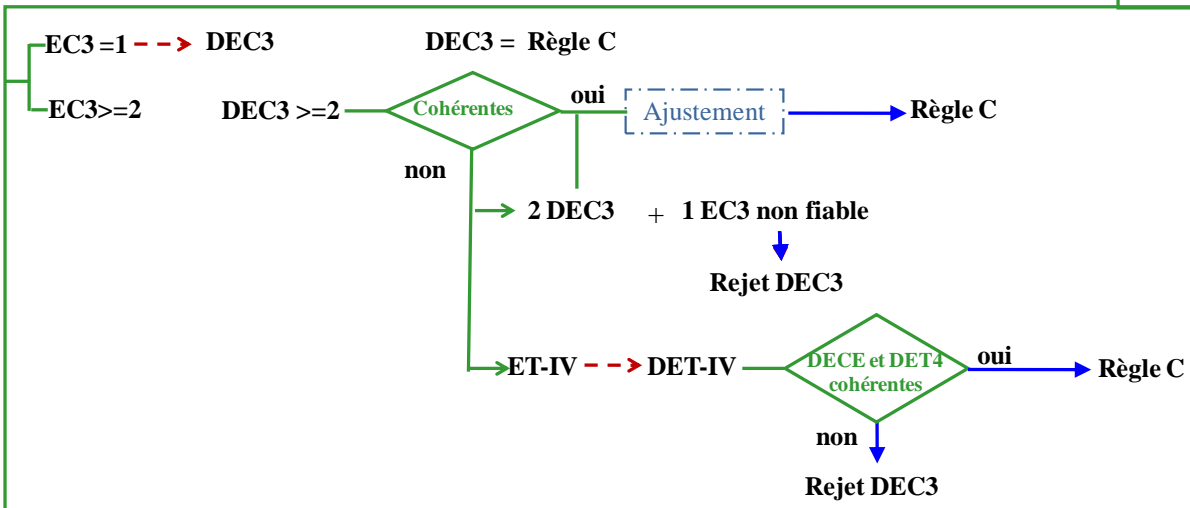 EC3 =1 DEC3 DEC3 = Règle C
EC3>=2 DEC3 >=2 Cohérentes oui Ajustement Règle C
non
2 DEC3 + 1 EC3 non fiable
Rejet DEC3
ET-IV DET-IV DECE et DET4 oui Règle C
cohérentes
non
Rejet DEC3